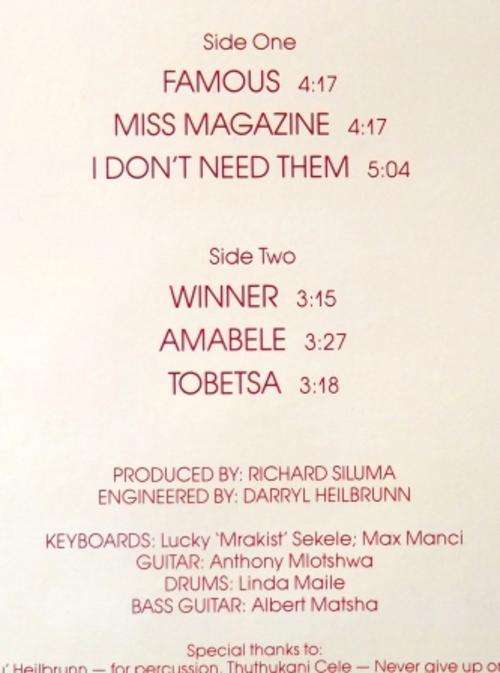 Side One
FAMOUS 4:17
MISS MAGAZINE 4:17
I DON'T NEED THEM 5:04
Side Two
WINNER 3:15
AMABELE 3:27
TOBETSA 3:18
PRODUCED BY: RICHARD SILUMA
ENGINEERED BY: DARRYL HEILBRUNN
KEYBOARDS: Lucky 'Mrakist' Sekele; Max Manci
GUITAR: Anthony Mlotshwa
DRUMS: Linda Maile
BASS GUITAR: Albert Matsha
Special thanks to:
Heilbrunn — for percussion, Thuthukani Cele — Never give up